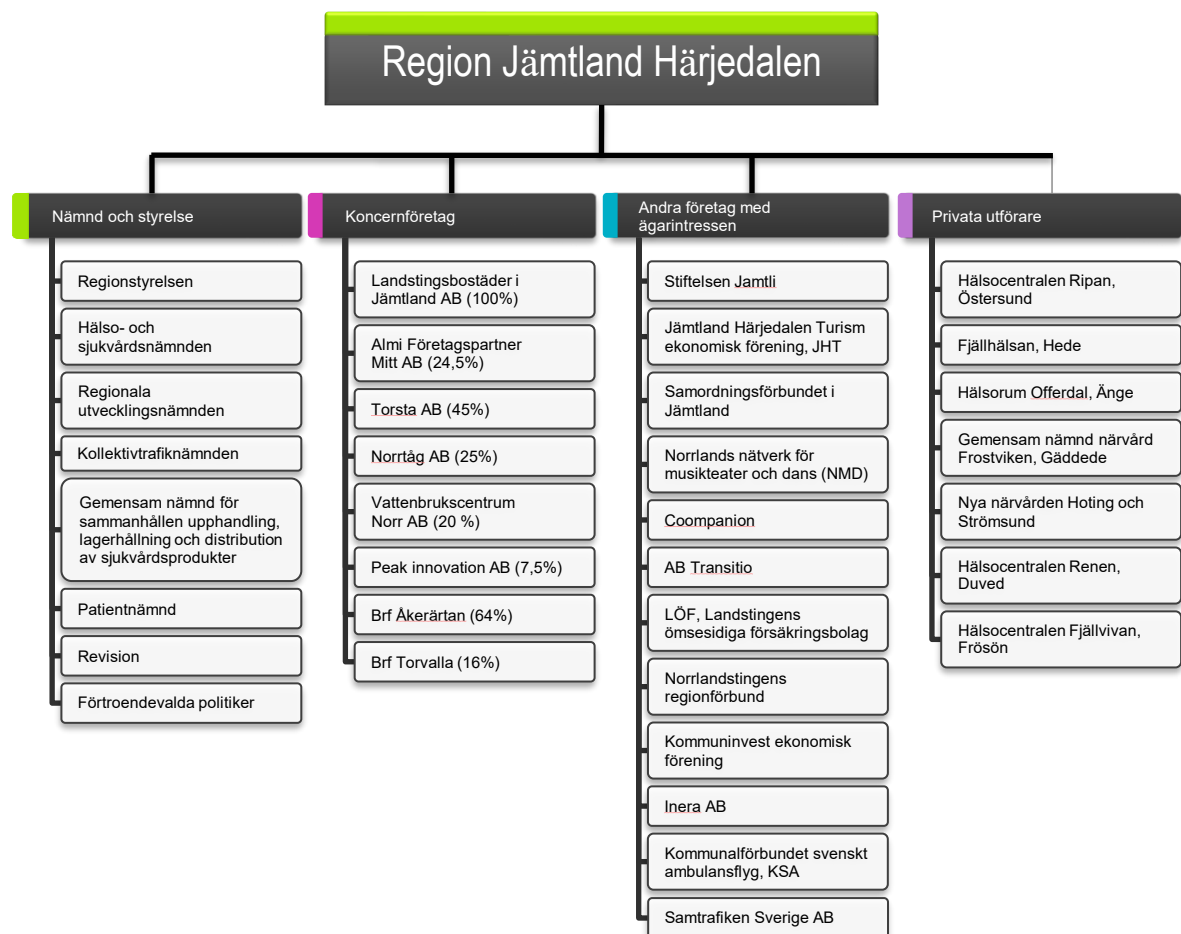 Region Jämtland Härjedalen
Nämnd och styrelse
Regionstyrelsen
Hälso- och
sjukvårdsnämnden
Regionala
utvecklingsnämnden
Kollektivtrafiknämnden
Gemensam nämnd för
sammanhållen upphandling,
lagerhållning och distribution
av sjukvårdsprodukter
Patientnämnd
Revision
Förtroendevalda politiker
Koncernföretag
Landstingsbostäder i
Jämtland AB (100%)
Almi Företagspartner
Mitt AB (24,5%)
Torsta AB (45%)
Norrtåg AB (25%)
Vattenbrukscentrum
Norr AB (20 %)
Peak innovation AB (7,5%)
Brf Åkerärtan (64%)
Brf Torvalla (16%)
Andra företag med
ägarintressen
Stiftelsen Jamtli
Jämtland Härjedalen Turism
ekonomisk förening, JHT
Samordningsförbundet i
Jämtland
Norrlands nätverk för
musikteater och dans (NMD)
Coompanion
AB Transitio
LÖF, Landstingens
ömsesidiga försäkringsbolag
Norrlandstingens
regionförbund
Kommuninvest ekonomisk
förening
Inera AB
Kommunalförbundet svenskt
ambulansflyg, KSA
Samtrafiken Sverige AB
Privata utförare
Hälsocentralen Ripan,
Östersund
Fjällhälsan, Hede
Hälsorum Offerdal, Änge
Gemensam nämnd närvård
Frostviken, Gäddede
Nya närvården Hoting och
Strömsund
Hälsocentralen Renen,
Duved
Hälsocentralen Fjällvivan,
Frösön